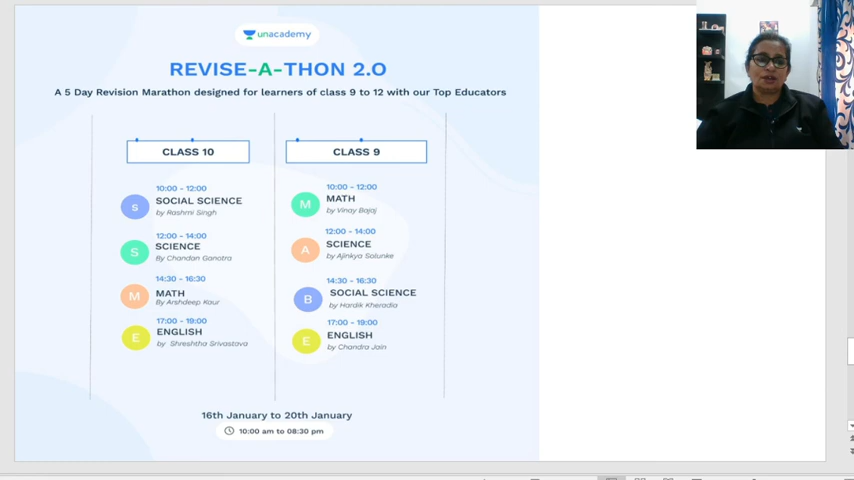 unacademy
REVISE-A-THON 2.O
A 5 Day Revision Marathon designed for learners of class 9 to 12 with our Top Educators
CLASS 10
10:00 - 12:00
s
SOCIAL SCIENCE
by Rashmi Singh
12:00 - 14:00
S
SCIENCE
By Chandan Ganotra
14:30 - 16:30
M
MATH
By Arshdeep Kaur
17:00 - 19:00
E
ENGLISH
by Shreshtha Srivastava
CLASS 9
10:00 - 12:00
M
MATH
by Vinay Bajaj
12:00 - 14:00
A
SCIENCE
by Ajinkya Solunke
14:30 - 16:30
B
SOCIAL SCIENCE
by Hardik Kheradia
17:00 - 19:00
E
ENGLISH
by Chandra Jain
16th January to 20th January
10:00 am to 08:30 pm